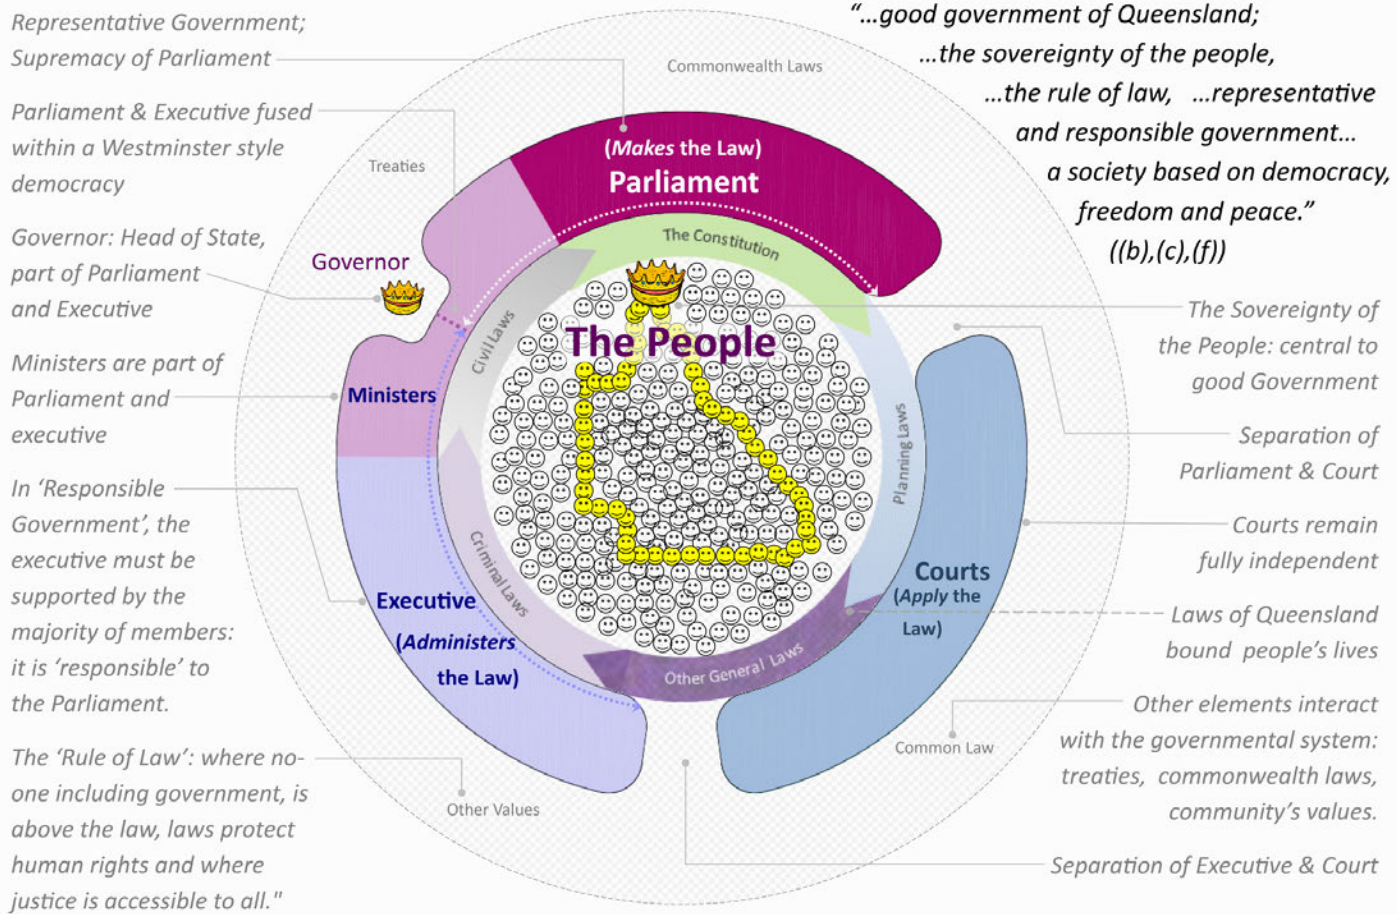 Representative Government;
Supremacy of Parliament
Parliament & Executive fused
within a Westminster style
democracy
Governor: Head of State,
part of Parliament
and Executive
Ministers are part of
Parliament and
executive
In ‘Responsible
Government’, the
executive must be
supported by the
majority of members:
it is ‘responsible’ to
the Parliament.
The ‘Rule of Law’: where no-
one including government, is
above the law, laws protect
human rights and where
justice is accessible to all."
Commonwealth Laws
Treaties
Governor
(Makes the Law)
Parliament
The Constitution
Civil Laws
The People
Ministers
Planning Laws
Criminal Laws
Executive
(Administers
the Law)
Courts
(Apply the
Law)
Other General Laws
Common Law
Other Values
“…good government of Queensland;
…the sovereignty of the people,
…the rule of law, …representative
and responsible government…
a society based on democracy,
freedom and peace.”
((b),(c),(f))
The Sovereignty of
the People: central to
good Government
Separation of
Parliament & Court
Courts remain
fully independent
Laws of Queensland
bound people’s lives
Other elements interact
with the governmental system:
treaties, commonwealth laws,
community’s values.
Separation of Executive & Court